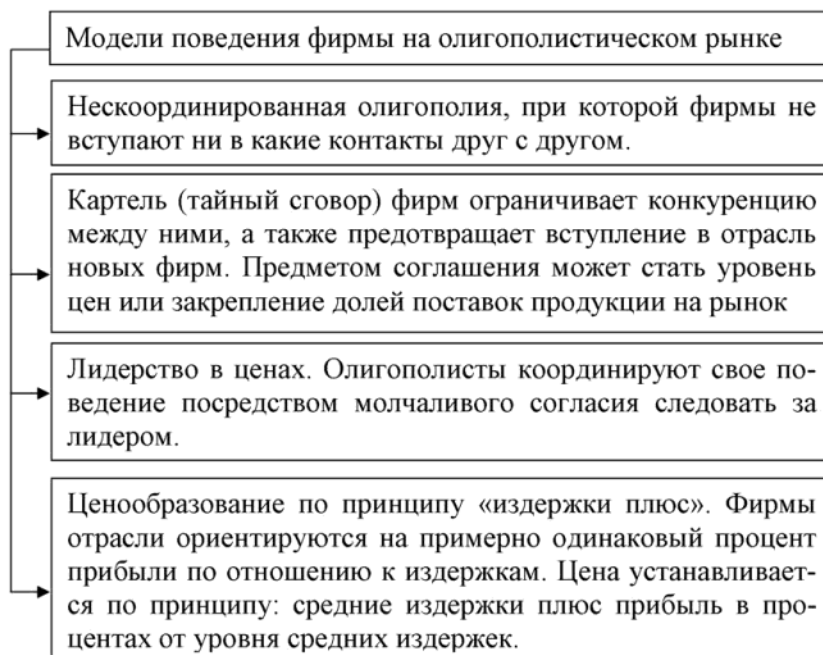 Модели поведения фирмы на олигополистическом рынке
Нескоординированная олигополия, при которой фирмы не
вступают ни в какие контакты друг с другом.
Картель (тайный сговор) фирм ограничивает конкуренцию
между ними, а также предотвращает вступление в отрасль
новых фирм. Предметом соглашения может стать уровень
цен или закрепление долей поставок продукции на рынок
Лидерство в ценах. Олигополисты координируют свое по-
ведение посредством молчаливого согласия следовать за
лидером.
Ценообразование по принципу «издержки плюс». Фирмы
отрасли ориентируются на примерно одинаковый процент
прибыли по отношению к издержкам. Цена устанавливает-
ся по принципу: средние издержки плюс прибыль в про-
центах от уровня средних издержек.